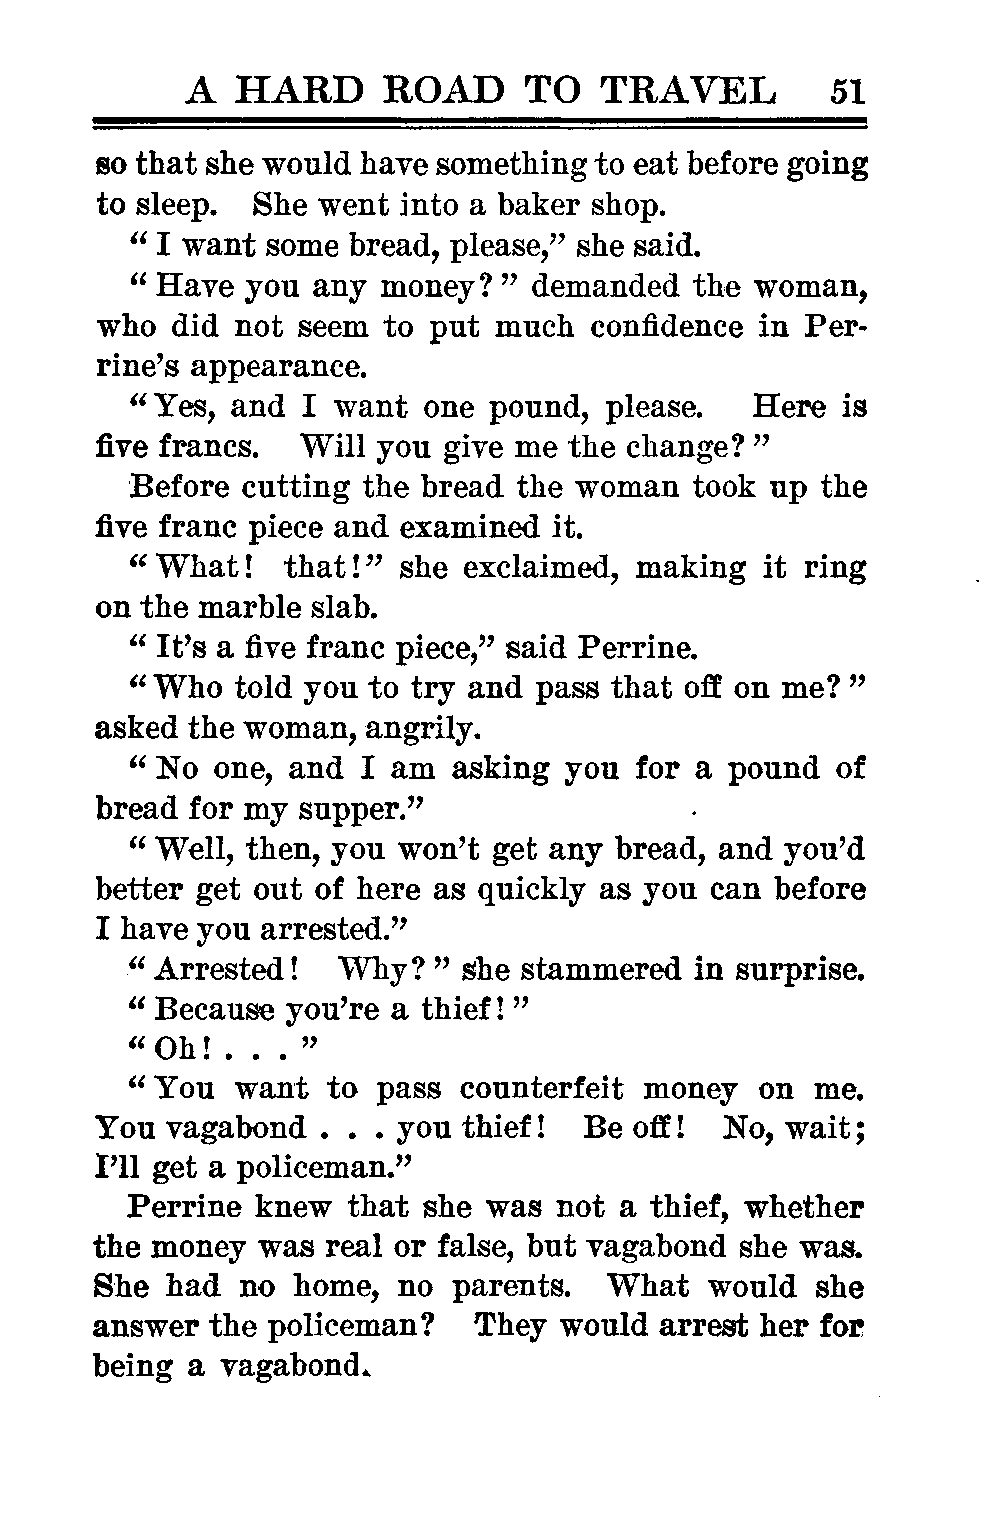 A HARD ROAD TO TRAVEL 51
so that she would have something to eat before going
to sleep. She went into a baker shop.
“ I want some bread, please,” she said.
“ Have you any money? ” demanded the woman,
who did not seem to put much confidence in Per-
rine’s appearance.
“ Yes, and I want one pound, please. Here is
five francs. Will you give me the change? ”
Before cutting the bread the woman took up the
five franc piece and examined it.
“ What! that!” she exclaimed, making it ring
on the marble slab.
“ It’s a five franc piece,” said Perrine.
“ Who told you to try and pass that off on me? ”
asked the woman, angrily.
“ No one, and I am asking you for a pound of
bread for my supper.”
“ Well, then, you won’t get any bread, and you’d
better get out of here as quickly as you can before
I have you arrested.”
“ Arrested! Why? ” she stammered in surprise.
“ Because you’re a thief! ”
“ Oh! . . . ”
“ You want to pass counterfeit money on me.
You vagabond . . . you thief! Be off! No, wait;
I’ll get a policeman.”
Perrine knew that she was not a thief, whether
the money was real or false, but vagabond she was.
She had no home, no parents. What would she
answer the policeman? They would arrest her for
being a vagabond.